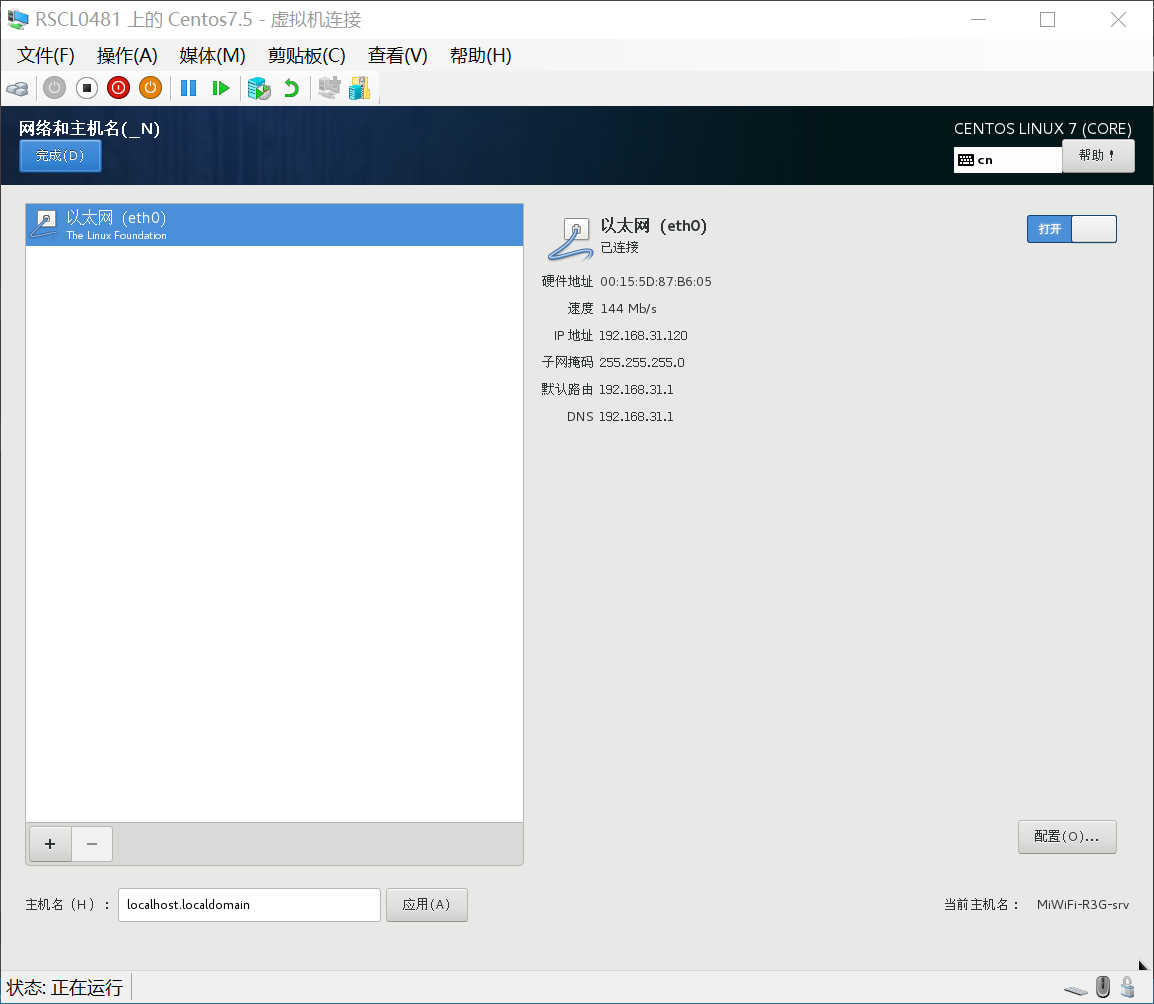 RSCL0481 上的 Centos7.5 - 虚拟机连接
文件(F) 操作(A) 媒体(M) 剪贴板(C) 查看(V) 帮助(H)
网络和主机名(_N)
CENTOS LINUX 7 (CORE)
完成(D)
cn
帮助！
以太网（eth0）
The Linux Foundation
以太网（eth0）
已连接
打开
硬件地址 00:15:5D:87:B6:05
速度 144 Mb/s
IP 地址 192.168.31.120
子网掩码 255.255.255.0
默认路由 192.168.31.1
DNS 192.168.31.1
+ −
配置(O)...
主机名（H）： localhost.localdomain 应用(A) 当前主机名： MiWiFi-R3G-srv
状态: 正在运行